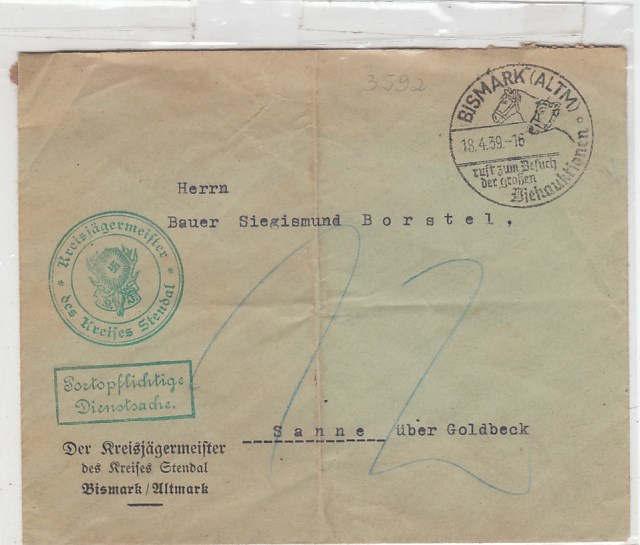 3592
BISMARK (ALTM)
18.4.39.-16
ruft zum Besuch
der großen
Viehauktionen
Herrn
Bauer Siegismund Borstel,
Kreisjägermeister
des Kreises Stendal
Portopflichtige
Dienstsache.
Sanne über Goldbeck
Der Kreisjägermeister
des Kreises Stendal
Bismark/Altmark
12